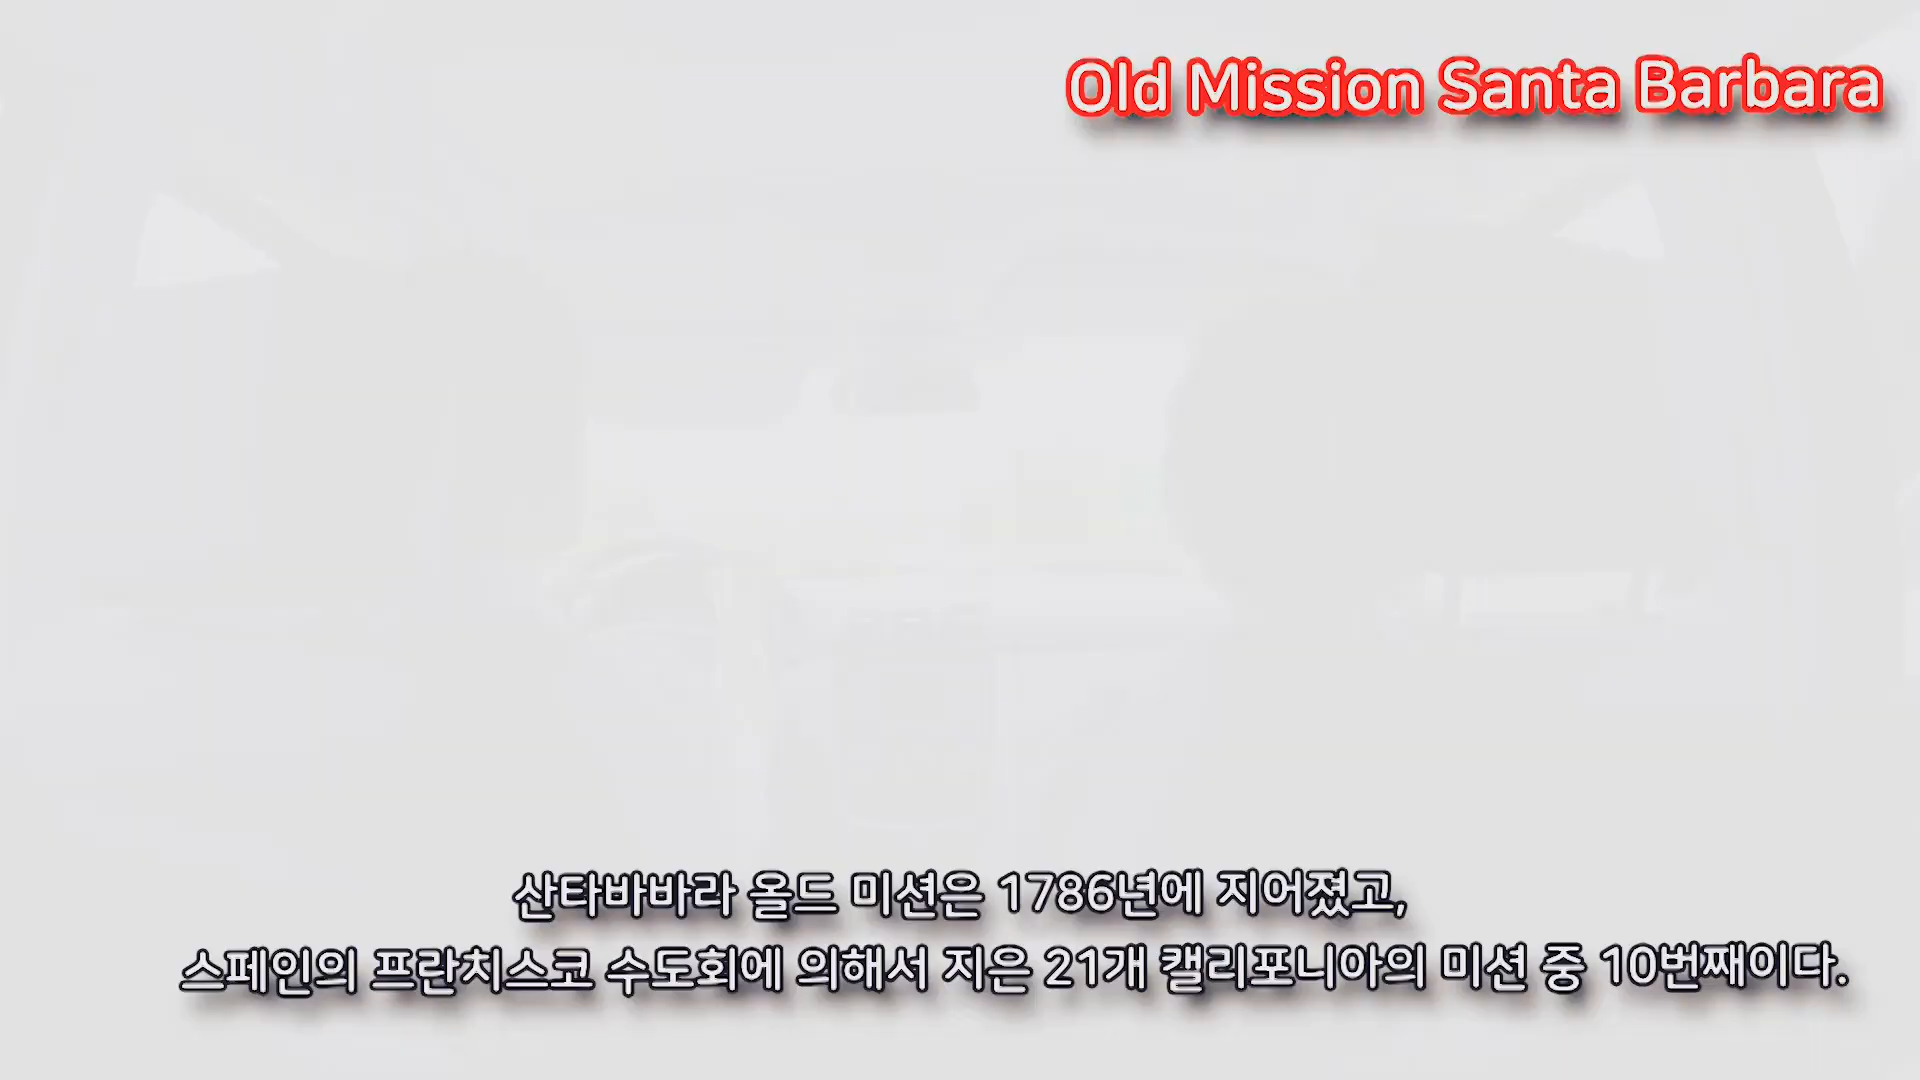 Old Mission Santa Barbara
산타바바라 올드 미션은 1786년에 지어졌고,
스페인의 프란치스코 수도회에 의해서 지은 21개 캘리포니아의 미션 중 10번째이다.